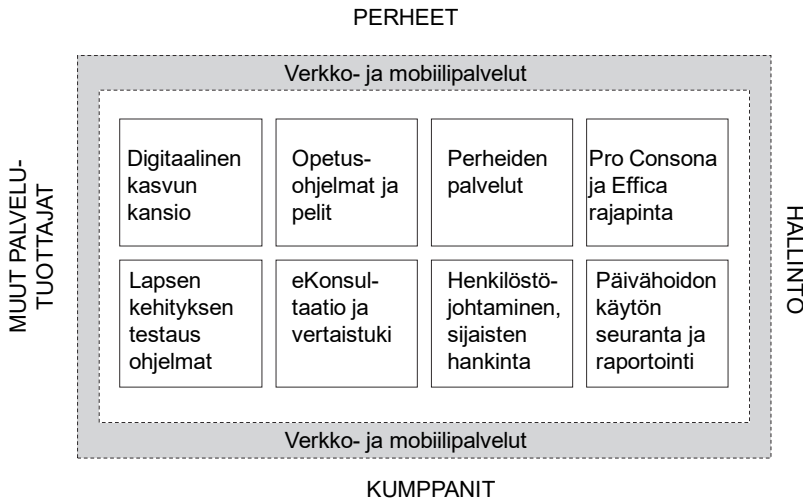 PERHEET
Verkko- ja mobiilipalvelut
MUUT PALVELU-
TUOTTAJAT
Digitaalinen
kasvun
kansio
Opetus-
ohjelmat ja
pelit
Perheiden
palvelut
Pro Consona
ja Effica
rajapinta
HALLINTO
Lapsen
kehityksen
testaus
ohjelmat
eKonsul-
taatio ja
vertaistuki
Henkilöstö-
johtaminen,
sijaisten
hankinta
Päivähoidon
käytön
seuranta ja
raportointi
Verkko- ja mobiilipalvelut
KUMPPANIT